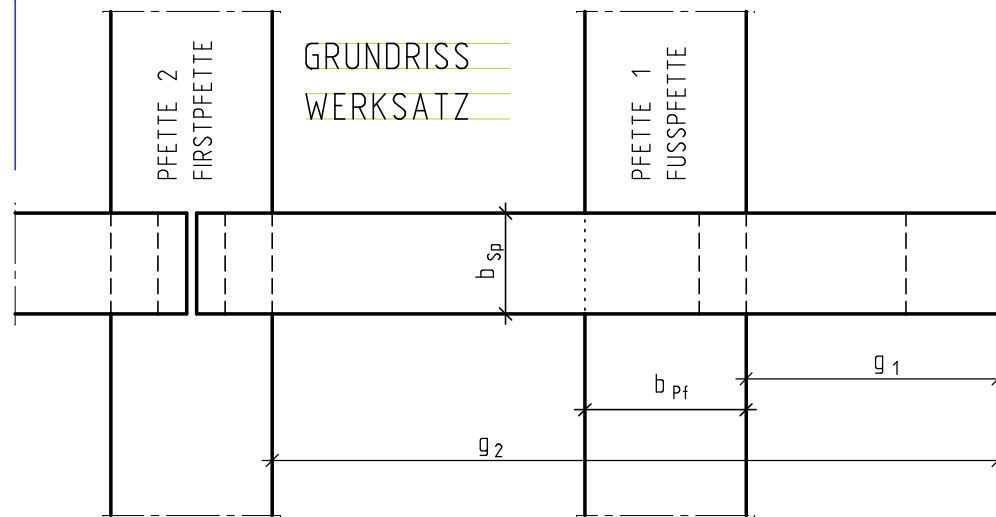 PFETTE 2
FIRSTPFETTE
GRUNDRISS
WERKSATZ
PFETTE 1
FUSSPFETTE
b Sp
g 1
b Pf
g 2